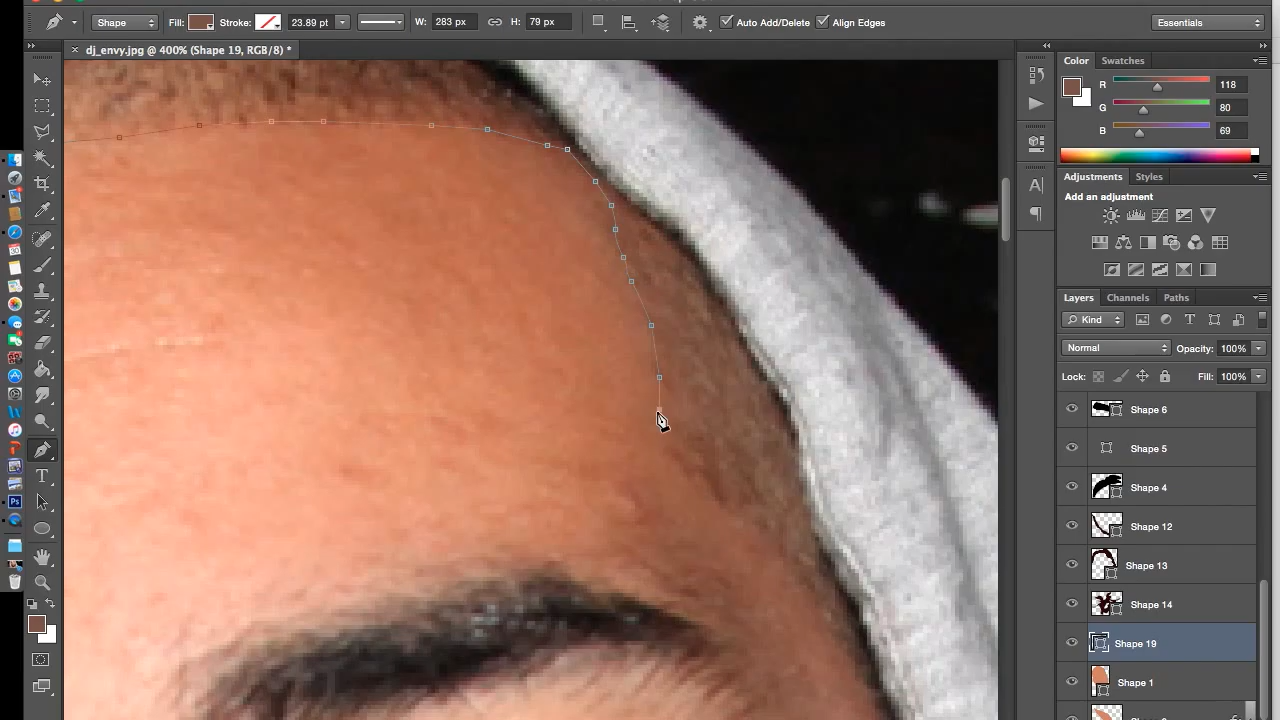 Shape Fill: Stroke: 23.89 pt W: 283 px H: 79 px Auto Add/Delete Align Edges Essentials
× dj_envy.jpg @ 400% (Shape 19, RGB/8) *
Color Swatches
R 118
G 80
B 69
Adjustments Styles
Add an adjustment
Layers Channels Paths
Kind
Normal Opacity: 100%
Lock: Fill: 100%
Shape 6
Shape 5
Shape 4
Shape 12
Shape 13
Shape 14
Shape 19
Shape 1